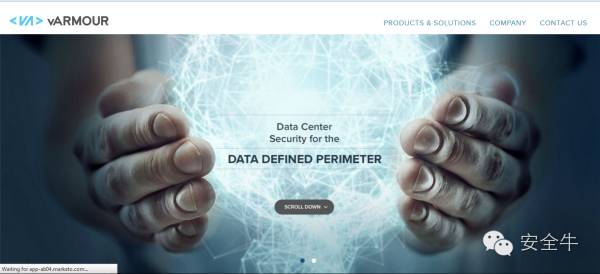 <VA> vARMOUR
PRODUCTS & SOLUTIONS COMPANY CONTACT US
Data Center
Security for the
DATA DEFINED PERIMETER
SCROLL DOWN
安全牛
Waiting for app-ab04.marketo.com...